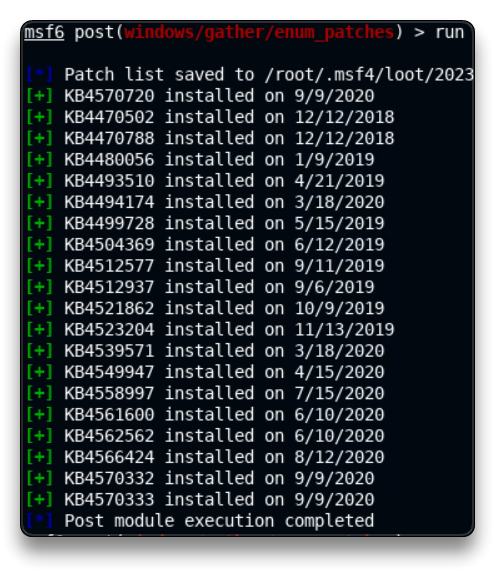 msf6 post(windows/gather/enum_patches) > run
[*] Patch list saved to /root/.msf4/loot/2023
[+] KB4570720 installed on 9/9/2020
[+] KB4470502 installed on 12/12/2018
[+] KB4470788 installed on 12/12/2018
[+] KB4480056 installed on 1/9/2019
[+] KB4493510 installed on 4/21/2019
[+] KB4494174 installed on 3/18/2020
[+] KB4499728 installed on 5/15/2019
[+] KB4504369 installed on 6/12/2019
[+] KB4512577 installed on 9/11/2019
[+] KB4512937 installed on 9/6/2019
[+] KB4521862 installed on 10/9/2019
[+] KB4523204 installed on 11/13/2019
[+] KB4539571 installed on 3/18/2020
[+] KB4549947 installed on 4/15/2020
[+] KB4558997 installed on 7/15/2020
[+] KB4561600 installed on 6/10/2020
[+] KB4562562 installed on 6/10/2020
[+] KB4566424 installed on 8/12/2020
[+] KB4570332 installed on 9/9/2020
[+] KB4570333 installed on 9/9/2020
[*] Post module execution completed